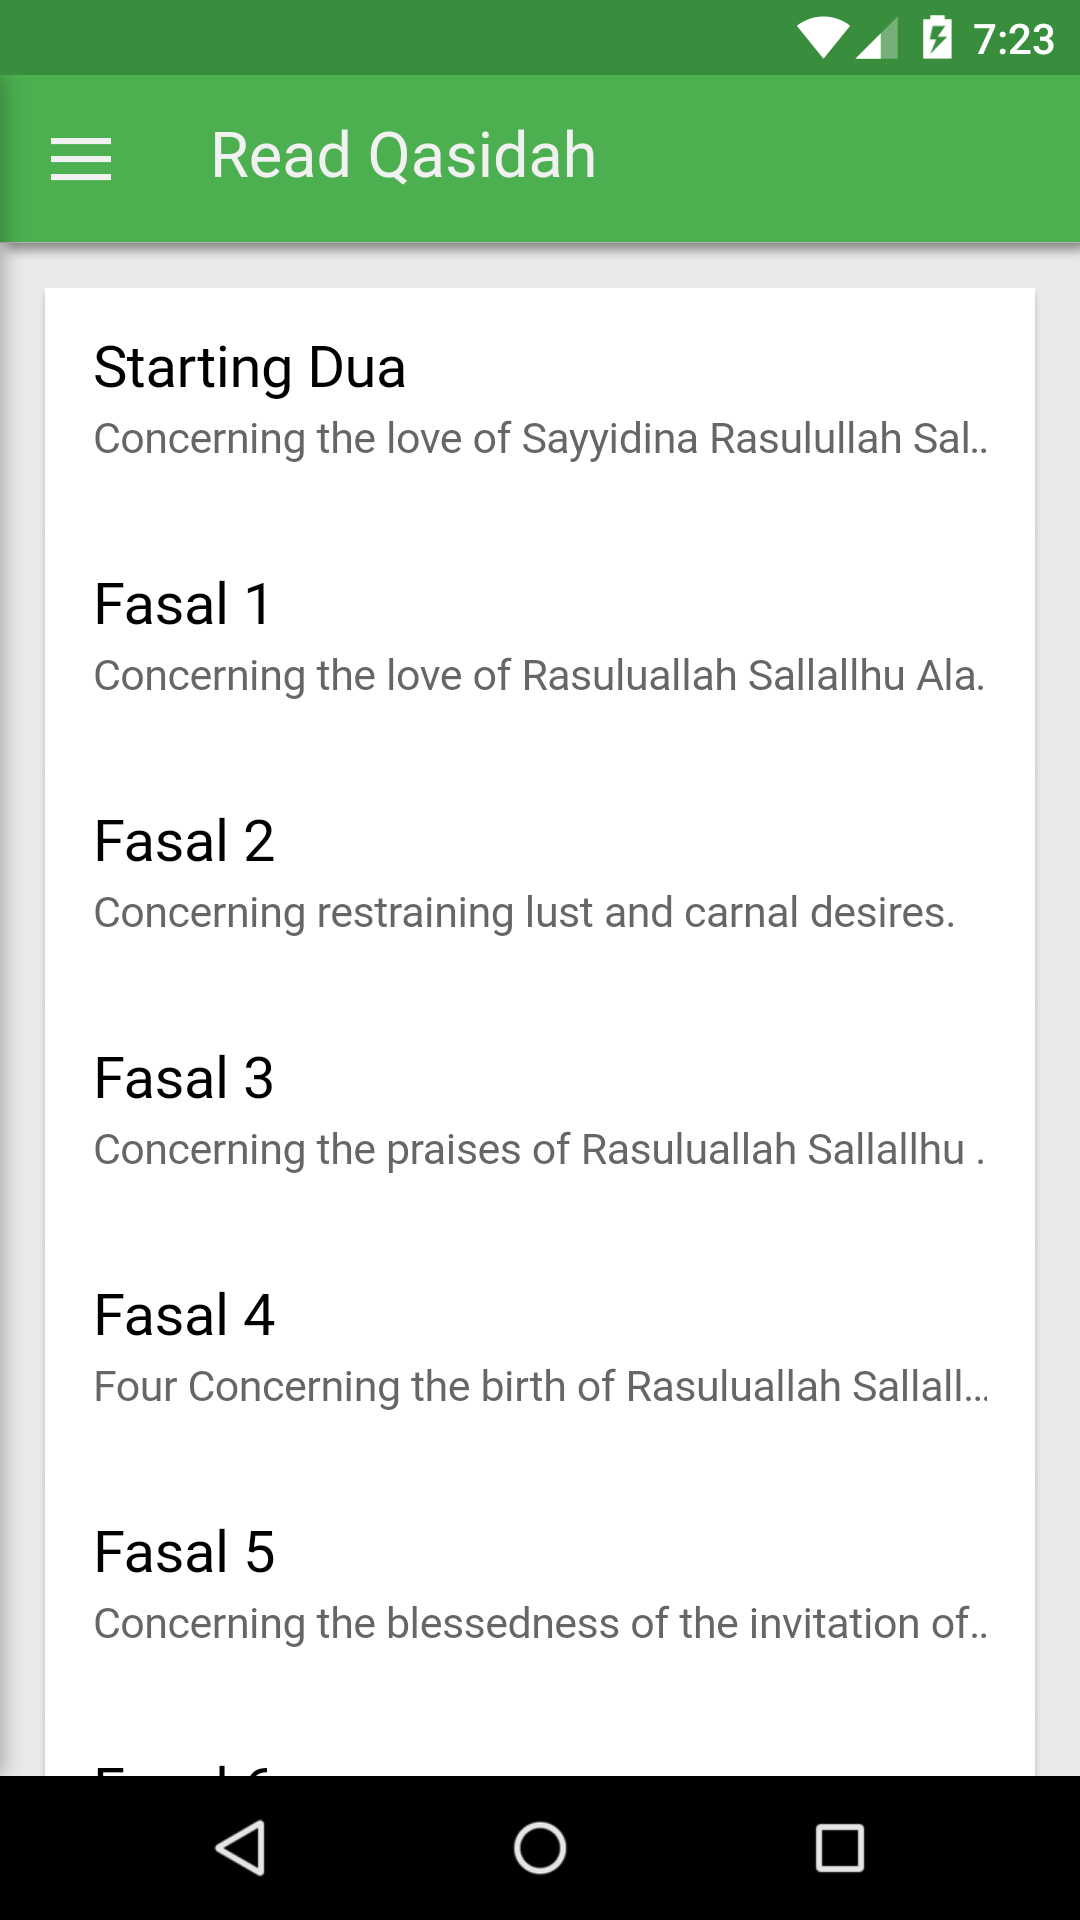 7:23
Read Qasidah
Starting Dua
Concerning the love of Sayyidina Rasulullah Sal..
Fasal 1
Concerning the love of Rasuluallah Sallallhu Ala.
Fasal 2
Concerning restraining lust and carnal desires.
Fasal 3
Concerning the praises of Rasuluallah Sallallhu .
Fasal 4
Four Concerning the birth of Rasuluallah Sallall...
Fasal 5
Concerning the blessedness of the invitation of..
Fasal 6